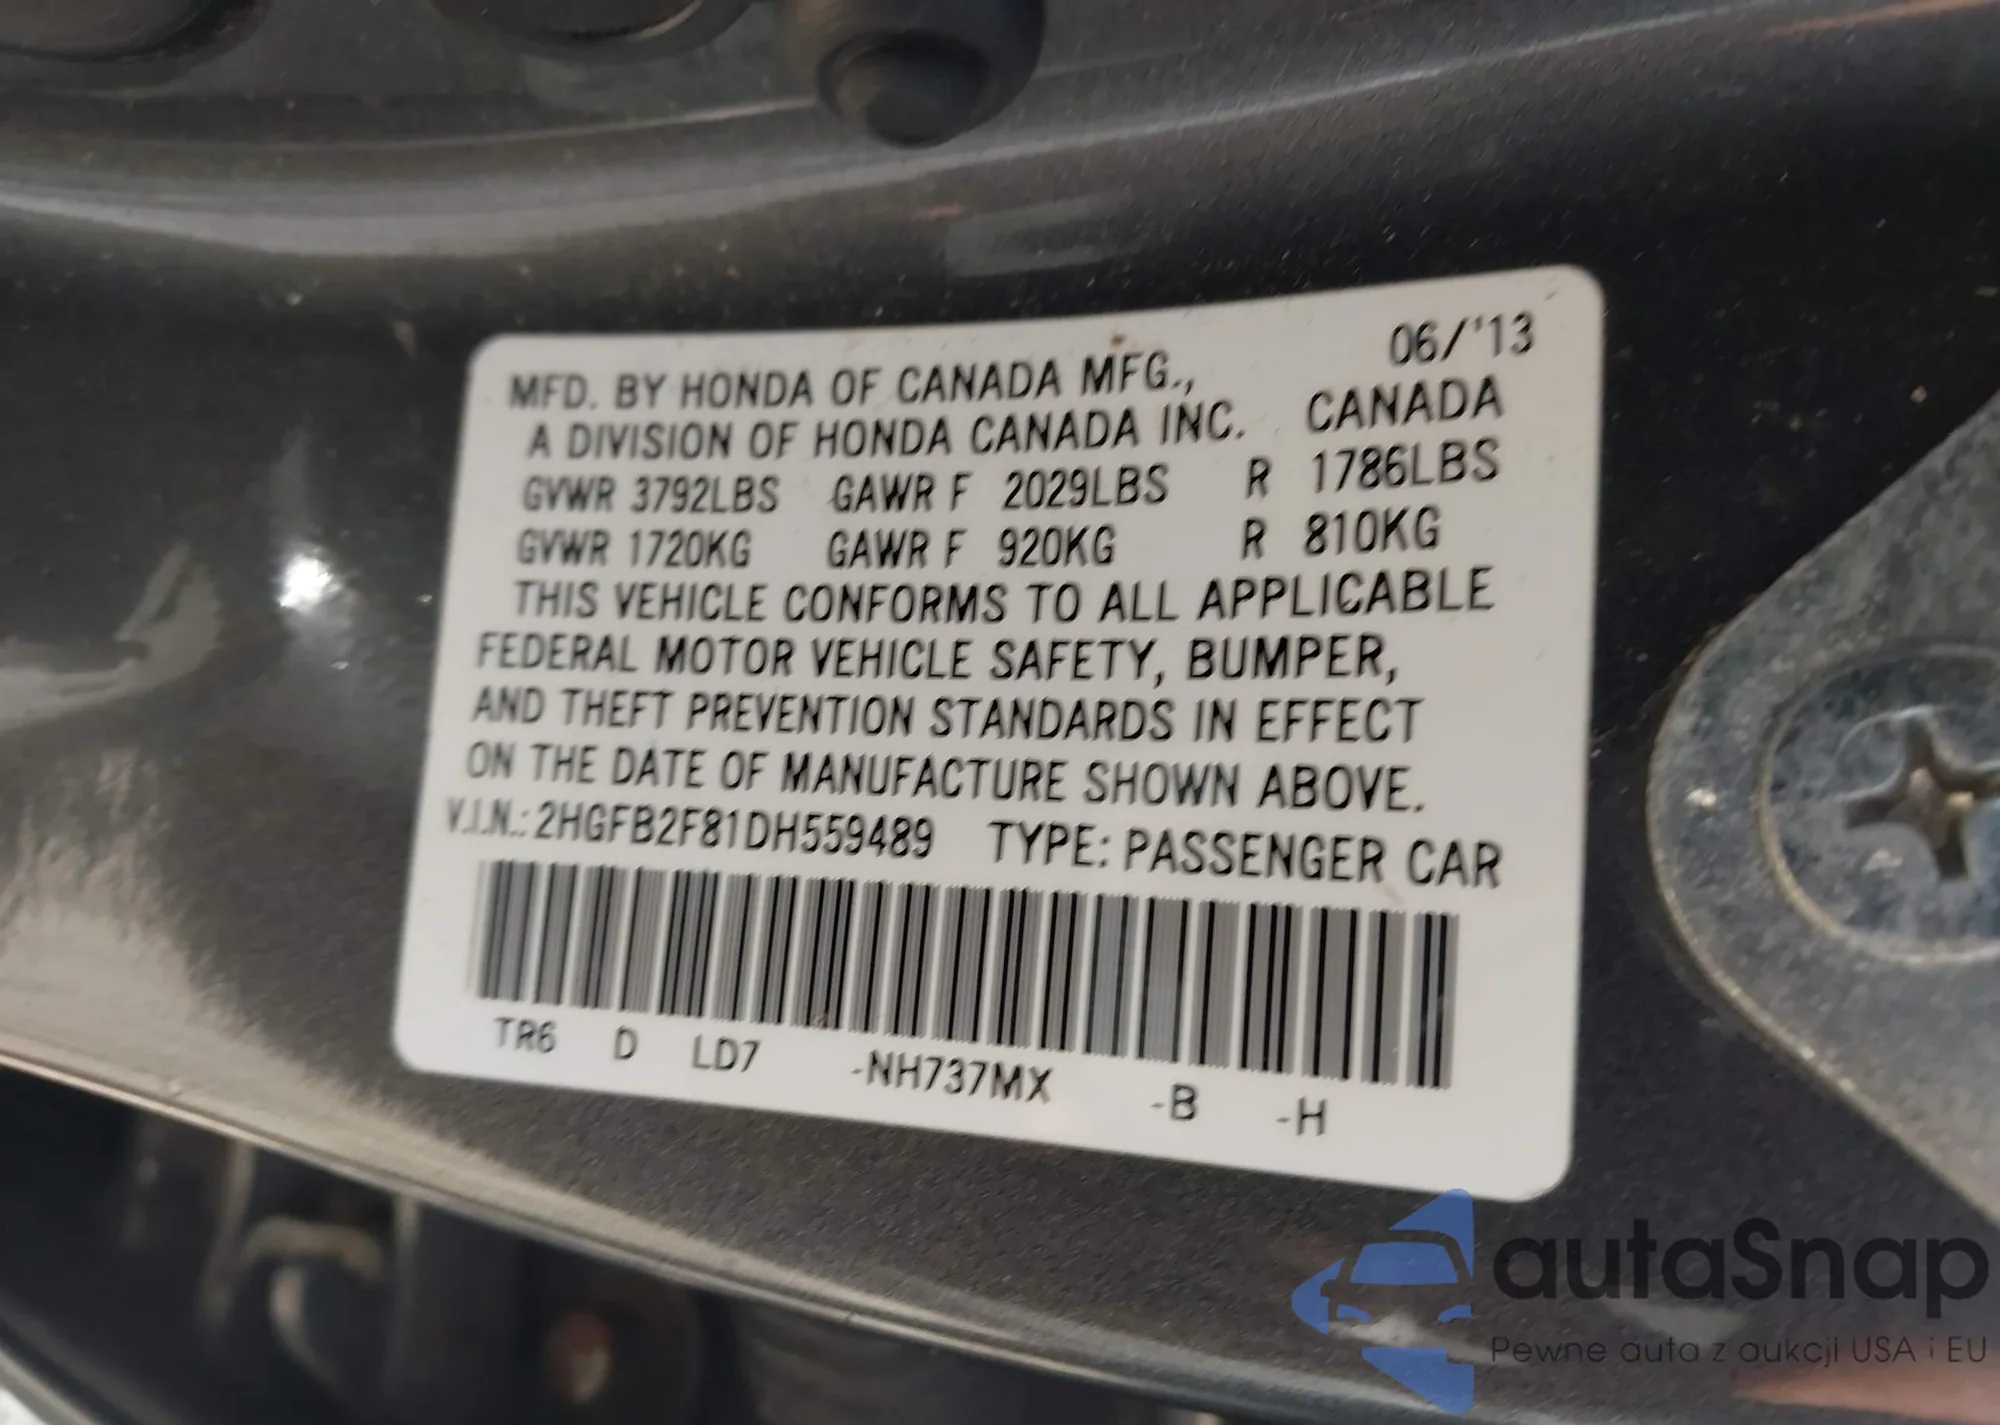 06/'13
MFD. BY HONDA OF CANADA MFG.,
A DIVISION OF HONDA CANADA INC. CANADA
GVWR 3792LBS GAWR F 2029LBS R 1786LBS
GVWR 1720KG GAWR F 920KG R 810KG
THIS VEHICLE CONFORMS TO ALL APPLICABLE
FEDERAL MOTOR VEHICLE SAFETY, BUMPER,
AND THEFT PREVENTION STANDARDS IN EFFECT
ON THE DATE OF MANUFACTURE SHOWN ABOVE.
V.I.N.: 2HGFB2F81DH559489 TYPE: PASSENGER CAR
TR6 D LD7 -NH737MX -B -H
autaSnap
Pewne auta z aukcji USA i EU